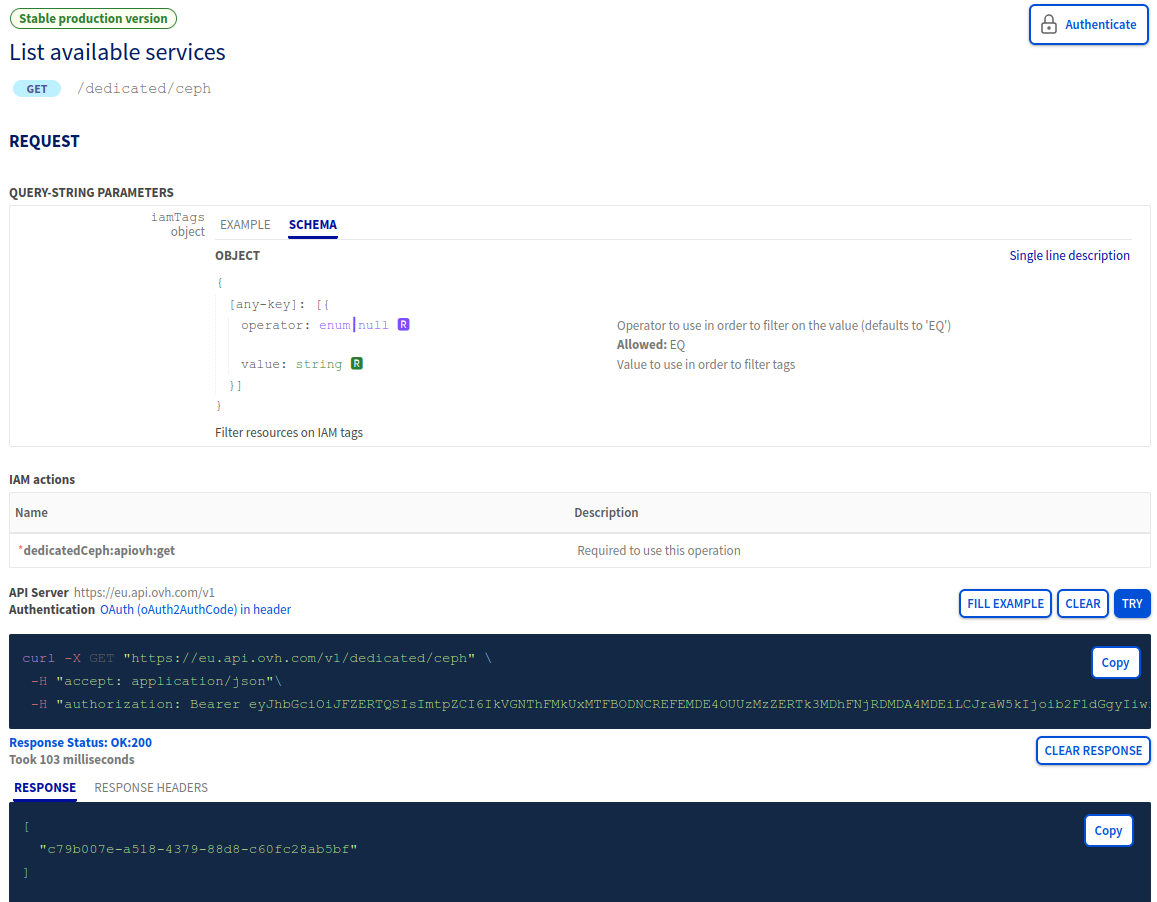 Stable production version
Authenticate
List available services
GET /dedicated/ceph
REQUEST
QUERY-STRING PARAMETERS
iamTags
object
EXAMPLE SCHEMA
OBJECT
Single line description
{
[any-key]: [{
operator: enum|null R
Operator to use in order to filter on the value (defaults to 'EQ')
Allowed: EQ
value: string R
Value to use in order to filter tags
}]
}
Filter resources on IAM tags
IAM actions
Name Description
*dedicatedCeph:apiovh:get Required to use this operation
API Server https://eu.api.ovh.com/v1
Authentication OAuth (oAuth2AuthCode) in header
FILL EXAMPLE CLEAR TRY
curl -X GET "https://eu.api.ovh.com/v1/dedicated/ceph" \
-H "accept: application/json"\
-H "authorization: Bearer
Copy
Response Status: OK:200
Took 103 milliseconds
CLEAR RESPONSE
RESPONSE RESPONSE HEADERS
[
"c79b007e-a518-4379-88d8-c60fc28ab5bf"
]
Copy